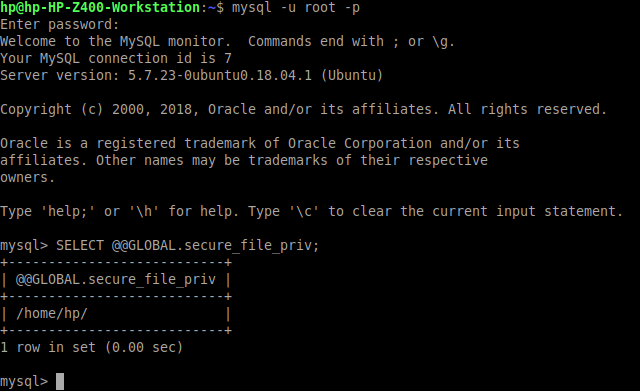 hp@hp-HP-Z400-Workstation:~$ mysql -u root -p
Enter password:
Welcome to the MySQL monitor.  Commands end with ; or \g.
Your MySQL connection id is 7
Server version: 5.7.23-0ubuntu0.18.04.1 (Ubuntu)

Copyright (c) 2000, 2018, Oracle and/or its affiliates. All rights reserved.

Oracle is a registered trademark of Oracle Corporation and/or its
affiliates. Other names may be trademarks of their respective
owners.

Type 'help;' or '\h' for help. Type '\c' to clear the current input statement.

mysql> SELECT @@GLOBAL.secure_file_priv;
+---------------------------+
| @@GLOBAL.secure_file_priv |
+---------------------------+
| /home/hp/                 |
+---------------------------+
1 row in set (0.00 sec)

mysql>